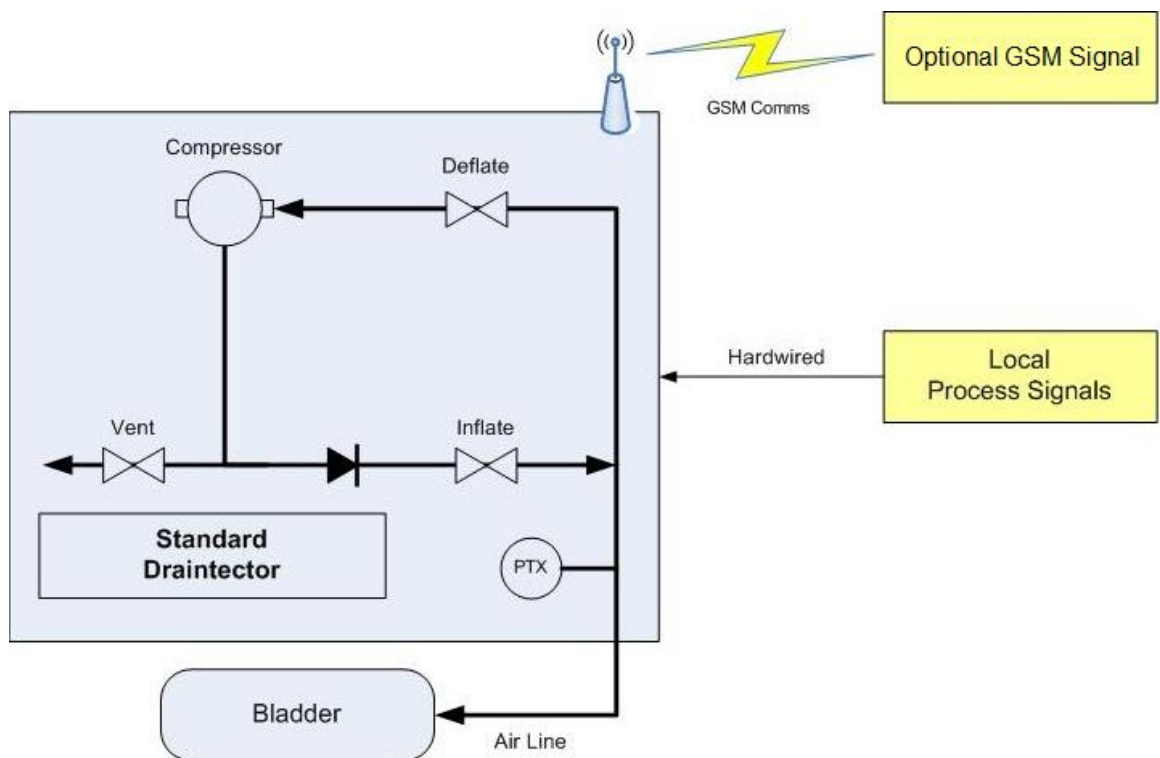 Optional GSM Signal
GSM Comms
Compressor
Deflate
Hardwired
Local
Process Signals
Vent
Inflate
Standard
Draintector
PTX
Bladder
Air Line